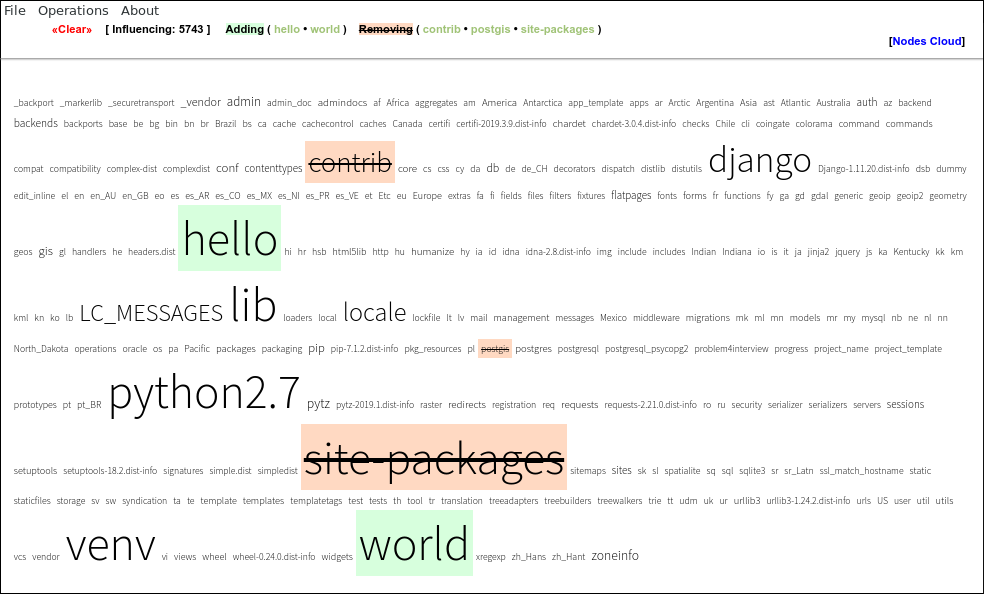 File Operations About
«Clear» [ Influencing: 5743 ] Adding ( hello • world ) Removing ( contrib • postgis • site-packages )
[Nodes Cloud]
_backport _markerlib _securetransport _vendor admin admin_doc admindocs af Africa aggregates am America Antarctica app_template apps ar Arctic Argentina Asia ast Atlantic Australia auth az backend
backends backports base be bg bin bn br Brazil bs ca cache cachecontrol caches Canada certifi certifi-2019.3.9.dist-info chardet chardet-3.0.4.dist-info checks Chile cli coingate colorama command commands
compat compatibility complex-dist complexdist conf contenttypes contrib core cs css cy da db de de_CH decorators dispatch distlib distutils django Django-1.11.20.dist-info dsb dummy
edit_inline el en en_AU en_GB eo es es_AR es_CO es_MX es_NI es_PR es_VE et Etc eu Europe extras fa fi fields files filters fixtures flatpages fonts forms fr functions fy ga gd gdal generic geoip geoip2 geometry
geos gis gl handlers he headers.dist hello hi hr hsb html5lib http hu humanize hy ia id idna idna-2.8.dist-info img include includes Indian Indiana io is it ja jinja2 jquery js ka Kentucky kk km
kml kn ko lb LC_MESSAGES lib loaders local locale lockfile lt lv mail management messages Mexico middleware migrations mk ml mn models mr my mysql nb ne nl nn
North_Dakota operations oracle os pa Pacific packages packaging pip pip-7.1.2.dist-info pkg_resources pl postgis postgres postgresql postgresql_psycopg2 problem4interview progress project_name project_template
prototypes pt pt_BR python2.7 pytz pytz-2019.1.dist-info raster redirects registration req requests requests-2.21.0.dist-info ro ru security serializer serializers servers sessions
setuptools setuptools-18.2.dist-info signatures simple.dist simpledist site-packages sitemaps sites sk sl spatialite sq sql sqlite3 sr sr_Latn ssl_match_hostname static
staticfiles storage sv sw syndication ta te template templates templatetags test tests th tool tr translation treeadapters treebuilders treewalkers trie tt udm uk ur urllib3 urllib3-1.24.2.dist-info urls US user util utils
vcs vendor venv vi views wheel wheel-0.24.0.dist-info widgets world xregexp zh_Hans zh_Hant zoneinfo